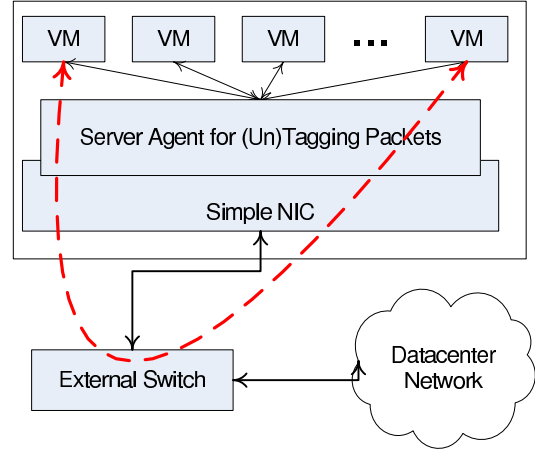 VM VM VM ... VM
Server Agent for (Un)Tagging Packets
Simple NIC
External Switch
Datacenter
Network